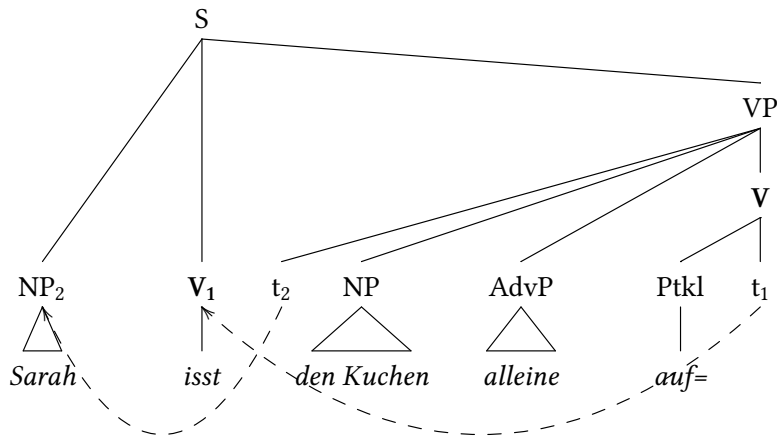 S
VP
V
NP₂ V₁ t₂ NP AdvP Ptkl t₁
Sarah isst den Kuchen alleine auf=